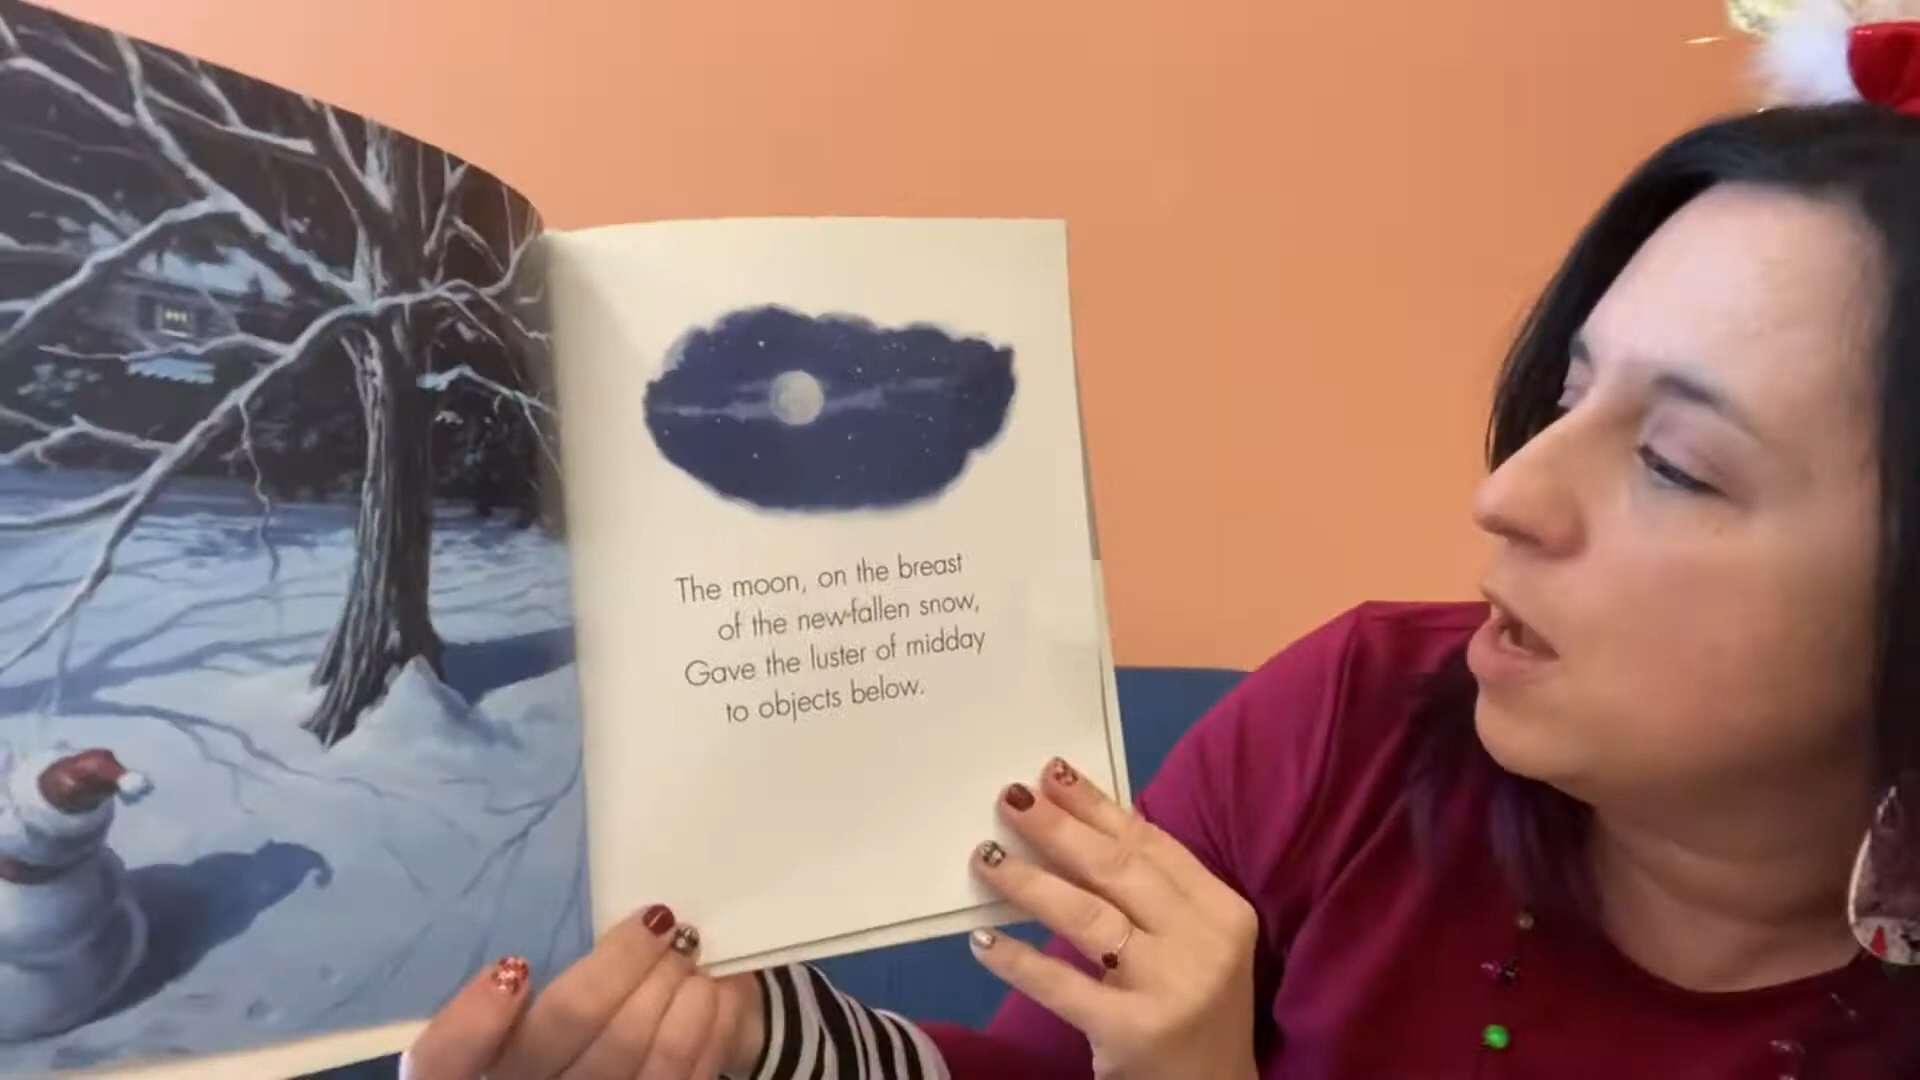 The moon, on the breast
of the new-fallen snow,
Gave the luster of midday
to objects below.